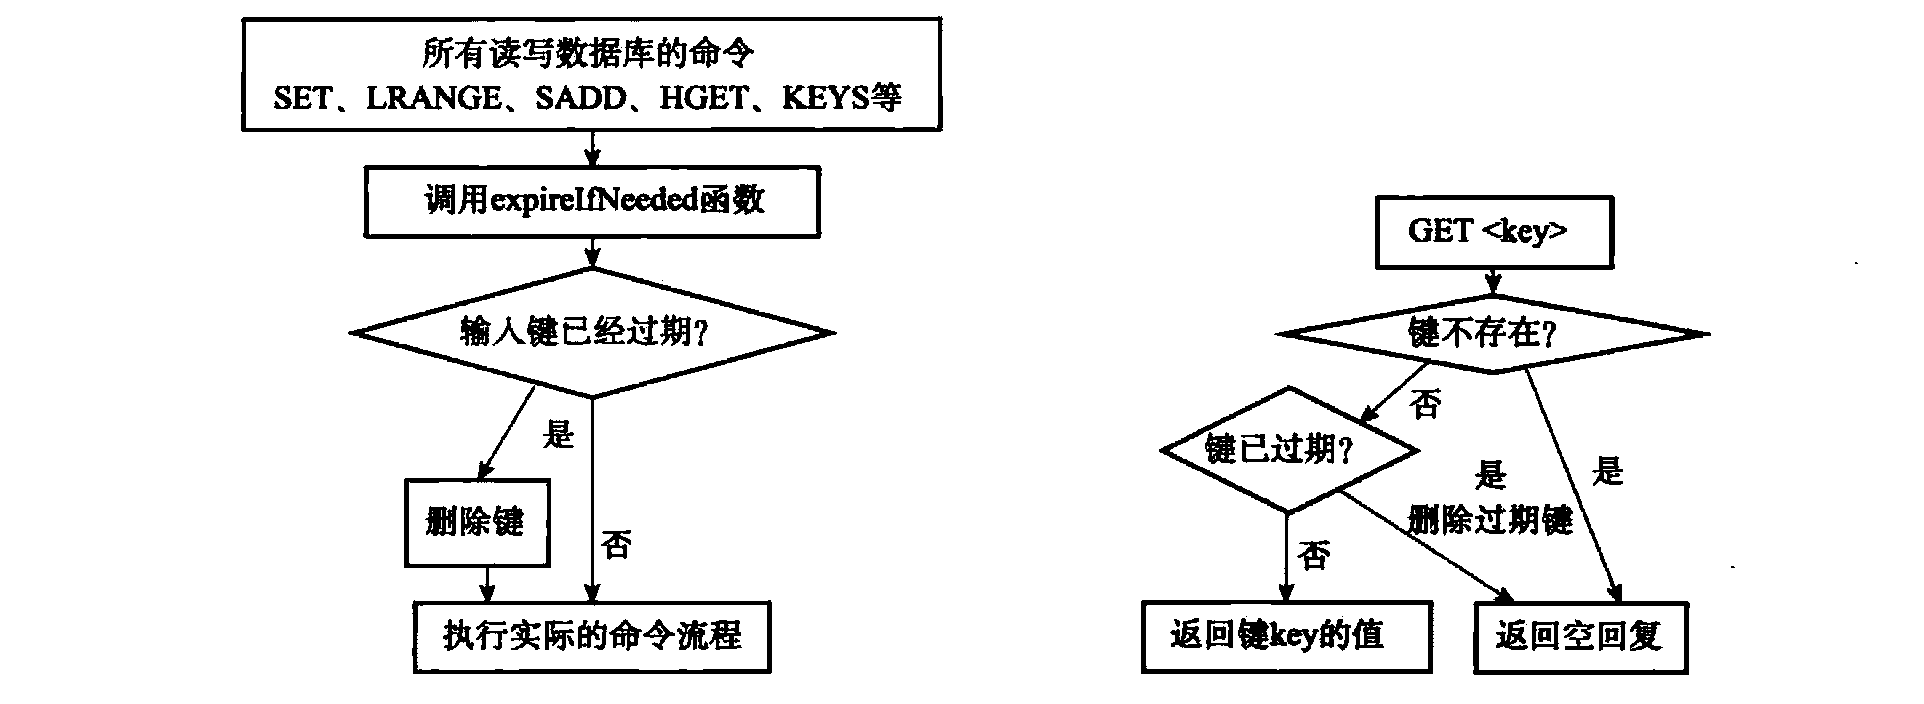 所有读写数据库的命令
SET、LRANGE、SADD、HGET、KEYS等
调用expireIfNeeded函数
输入键已经过期?
是
删除键
否
执行实际的命令流程
GET <key>
键不存在?
否
键已过期?
是
是
删除过期键
否
返回键key的值
返回空回复